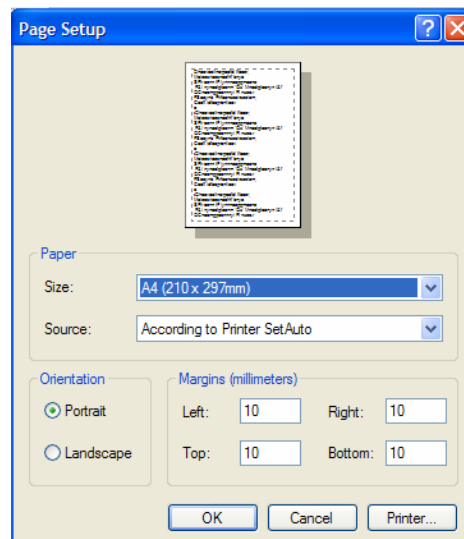 Page Setup
Paper
Size: A4 (210 x 297mm)
Source: According to Printer SetAuto
Orientation
Portrait
Landscape
Margins (millimeters)
Left: 10 Right: 10
Top: 10 Bottom: 10
OK Cancel Printer...